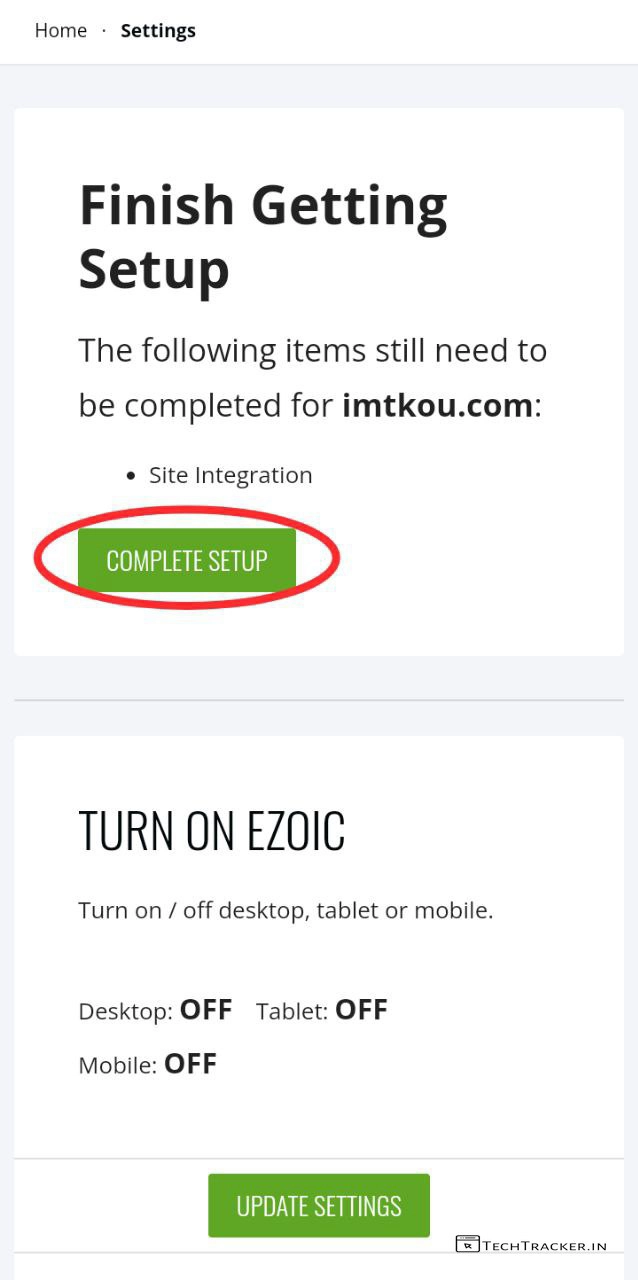 Home · Settings
Finish Getting
Setup
The following items still need to
be completed for imtkou.com:
• Site Integration
COMPLETE SETUP
TURN ON EZOIC
Turn on / off desktop, tablet or mobile.
Desktop: OFF Tablet: OFF
Mobile: OFF
UPDATE SETTINGS
TECHTRACKER.IN